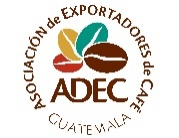 ASOCIACIÓN de EXPORTADORES de CAFÉ
ADEC
GUATEMALA